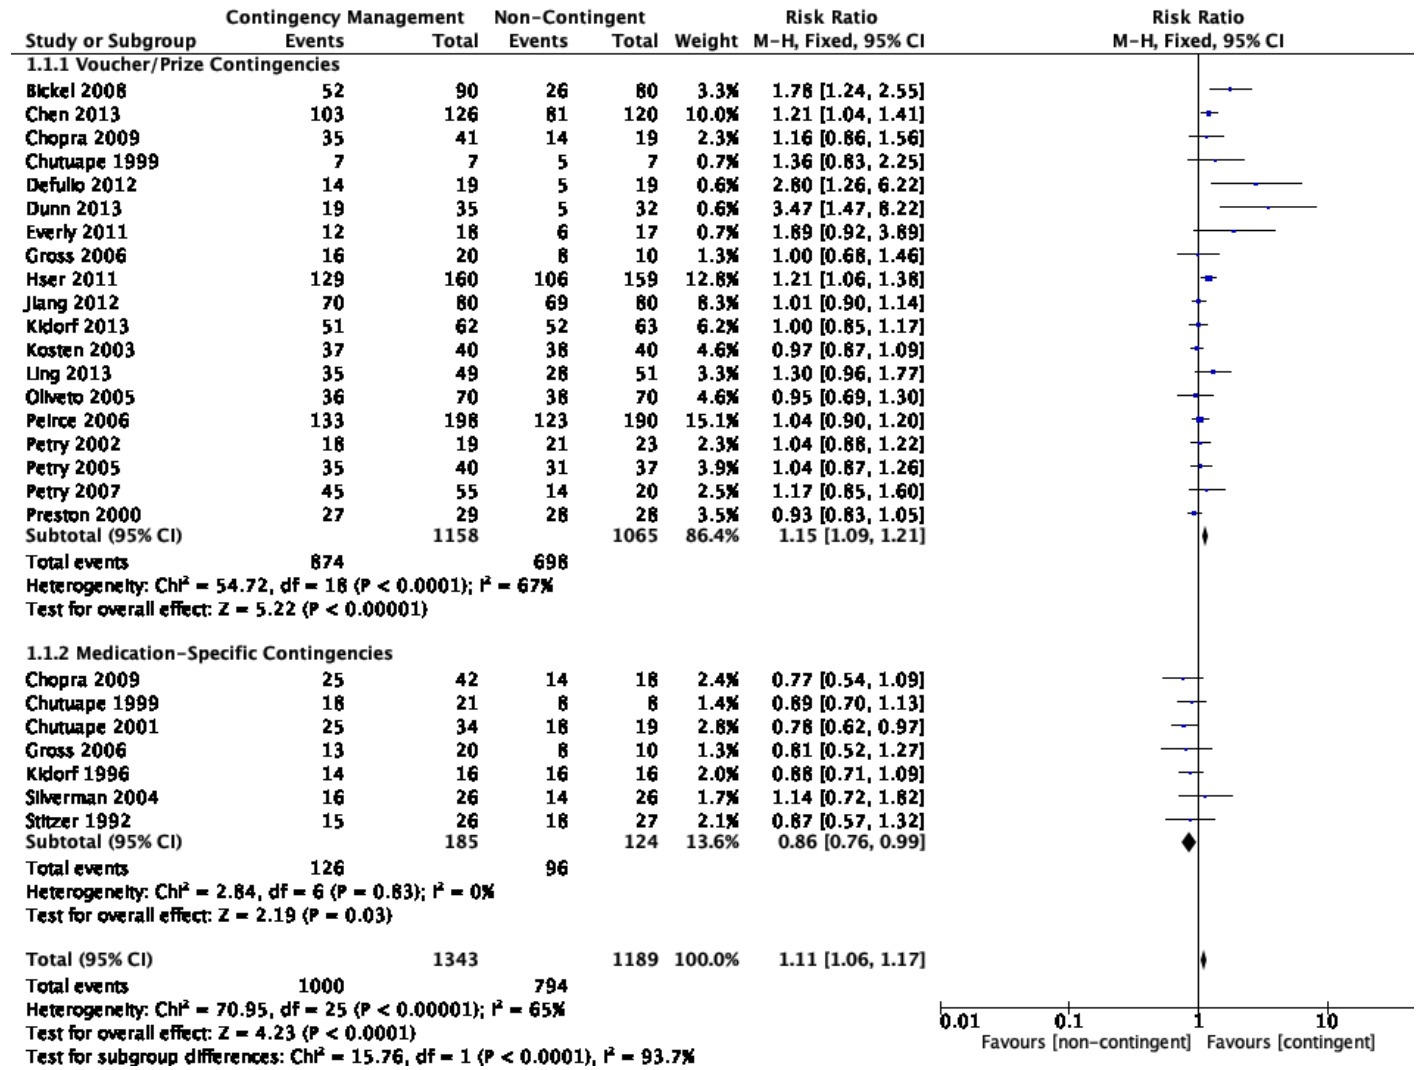 Contingency Management Non-Contingent Risk Ratio Risk Ratio
Study or Subgroup Events Total Events Total Weight M-H, Fixed, 95% CI M-H, Fixed, 95% CI
1.1.1 Voucher/Prize Contingencies
Bickel 2008 52 90 26 80 3.3% 1.78 [1.24, 2.55]
Chen 2013 103 126 81 120 10.0% 1.21 [1.04, 1.41]
Chopra 2009 35 41 14 19 2.3% 1.16 [0.86, 1.56]
Chutuape 1999 7 7 5 7 0.7% 1.36 [0.83, 2.25]
Defulio 2012 14 19 5 19 0.6% 2.80 [1.26, 6.22]
Dunn 2013 19 35 5 32 0.6% 3.47 [1.47, 8.22]
Everly 2011 12 18 6 17 0.7% 1.89 [0.92, 3.89]
Gross 2006 16 20 8 10 1.3% 1.00 [0.68, 1.46]
Hser 2011 129 160 106 159 12.8% 1.21 [1.06, 1.38]
Jiang 2012 70 80 69 80 8.3% 1.01 [0.90, 1.14]
Kidorf 2013 51 62 52 63 6.2% 1.00 [0.85, 1.17]
Kosten 2003 37 40 38 40 4.6% 0.97 [0.87, 1.09]
Ling 2013 35 49 28 51 3.3% 1.30 [0.96, 1.77]
Oliveto 2005 36 70 38 70 4.6% 0.95 [0.69, 1.30]
Peirce 2006 133 198 123 190 15.1% 1.04 [0.90, 1.20]
Petry 2002 18 19 21 23 2.3% 1.04 [0.88, 1.22]
Petry 2005 35 40 31 37 3.9% 1.04 [0.87, 1.26]
Petry 2007 45 55 14 20 2.5% 1.17 [0.85, 1.60]
Preston 2000 27 29 28 28 3.5% 0.93 [0.83, 1.05]
Subtotal (95% CI) 1158 1065 86.4% 1.15 [1.09, 1.21]
Total events 874 698
Heterogeneity: Chi² = 54.72, df = 18 (P < 0.0001); I² = 67%
Test for overall effect: Z = 5.22 (P < 0.00001)
1.1.2 Medication-Specific Contingencies
Chopra 2009 25 42 14 18 2.4% 0.77 [0.54, 1.09]
Chutuape 1999 18 21 8 8 1.4% 0.89 [0.70, 1.13]
Chutuape 2001 25 34 18 19 2.8% 0.78 [0.62, 0.97]
Gross 2006 13 20 8 10 1.3% 0.81 [0.52, 1.27]
Kidorf 1996 14 16 16 16 2.0% 0.88 [0.71, 1.09]
Silverman 2004 16 26 14 26 1.7% 1.14 [0.72, 1.82]
Stitzer 1992 15 26 18 27 2.1% 0.87 [0.57, 1.32]
Subtotal (95% CI) 185 124 13.6% 0.86 [0.76, 0.99]
Total events 126 96
Heterogeneity: Chi² = 2.84, df = 6 (P = 0.83); I² = 0%
Test for overall effect: Z = 2.19 (P = 0.03)
Total (95% CI) 1343 1189 100.0% 1.11 [1.06, 1.17]
Total events 1000 794
Heterogeneity: Chi² = 70.95, df = 25 (P < 0.00001); I² = 65%
Test for overall effect: Z = 4.23 (P < 0.0001)
Test for subgroup differences: Chi² = 15.76, df = 1 (P < 0.0001), I² = 93.7%
0.01 0.1 1 10
Favours [non-contingent] Favours [contingent]